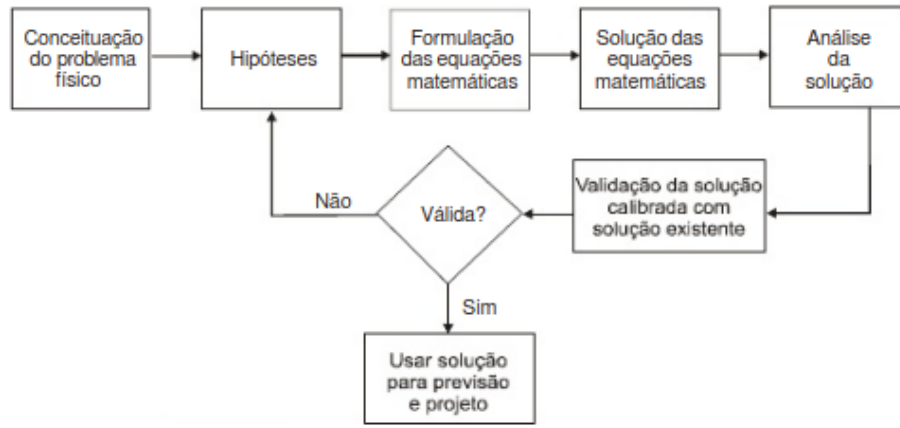 Conceituação
do problema
físico
Hipóteses
Formulação
das equações
matemáticas
Solução das
equações
matemáticas
Análise
da
solução
Validação da solução
calibrada com
solução existente
Válida?
Não
Sim
Usar solução
para previsão
e projeto